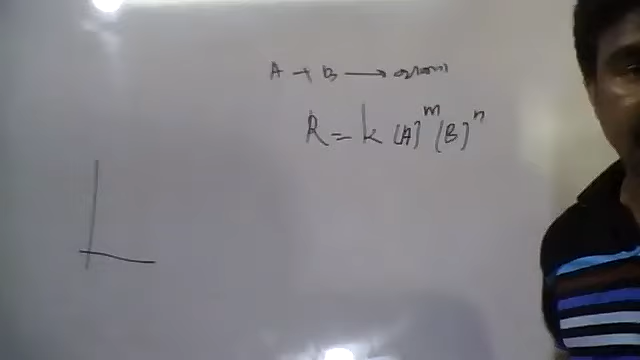 A + B ⟶
R = k [A]^m [B]^n